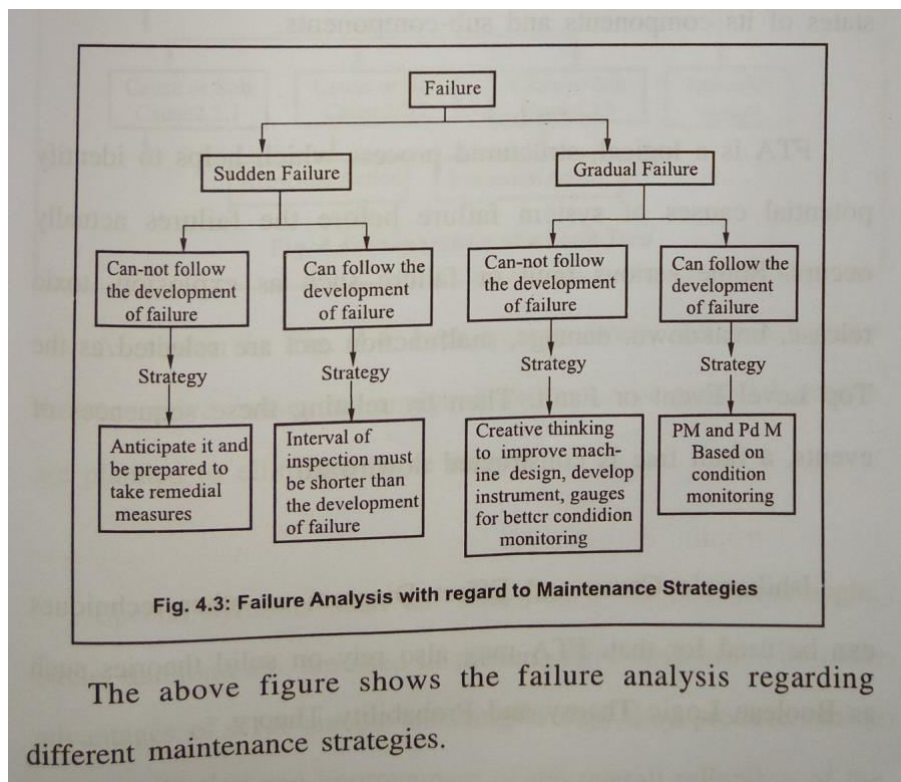 Failure
Sudden Failure
Gradual Failure
Can-not follow
the development
of failure
Can follow the
development
of failure
Can-not follow
the development
of failure
Can follow the
development
of failure
Strategy
Strategy
Strategy
Strategy
Anticipate it and
be prepared to
take remedial
measures
Interval of
inspection must
be shorter than
the development
of failure
Creative thinking
to improve mach-
ine design, develop
instrument, gauges
for better condidion
monitoring
PM and Pd M
Based on
condition
monitoring
Fig. 4.3: Failure Analysis with regard to Maintenance Strategies
The above figure shows the failure analysis regarding
different maintenance strategies.